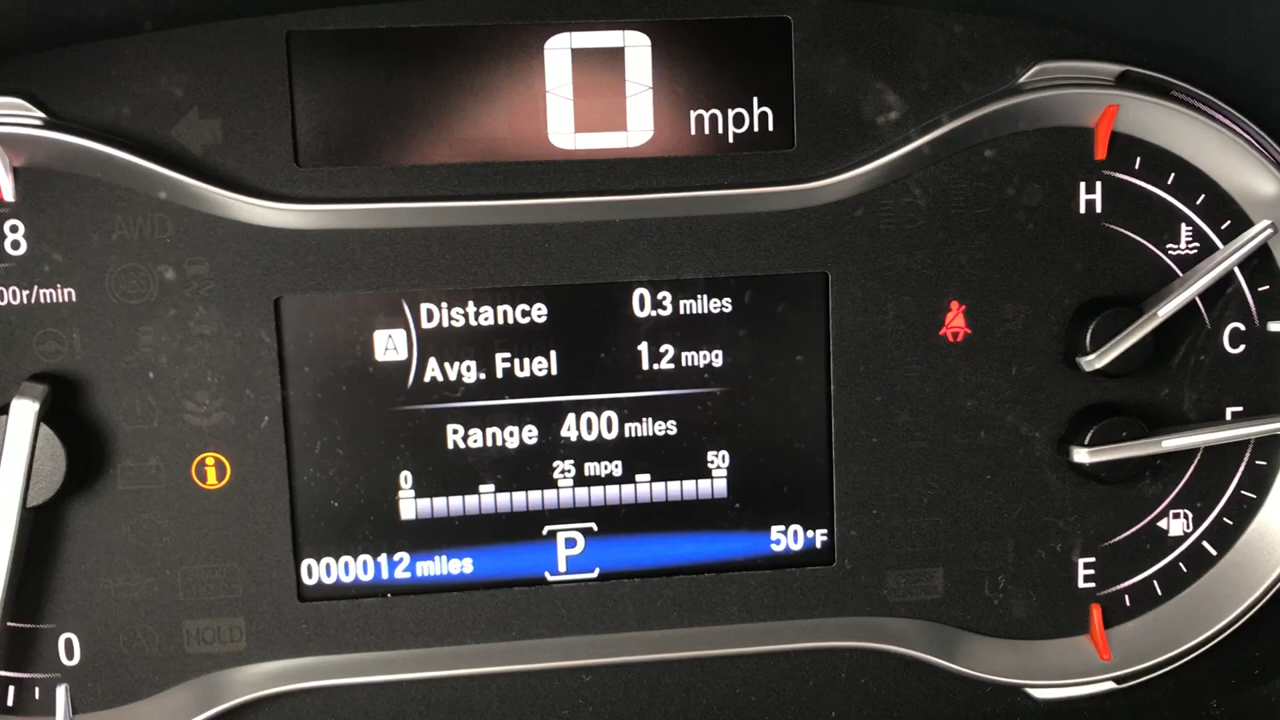 0 mph
H
8
AWD
00r/min
Distance 0.3 miles
A
C
Avg. Fuel 1.2 mpg
Range 400 miles
25 mpg 50
0
i
P
50°F
000012 miles
E
HOLD
0